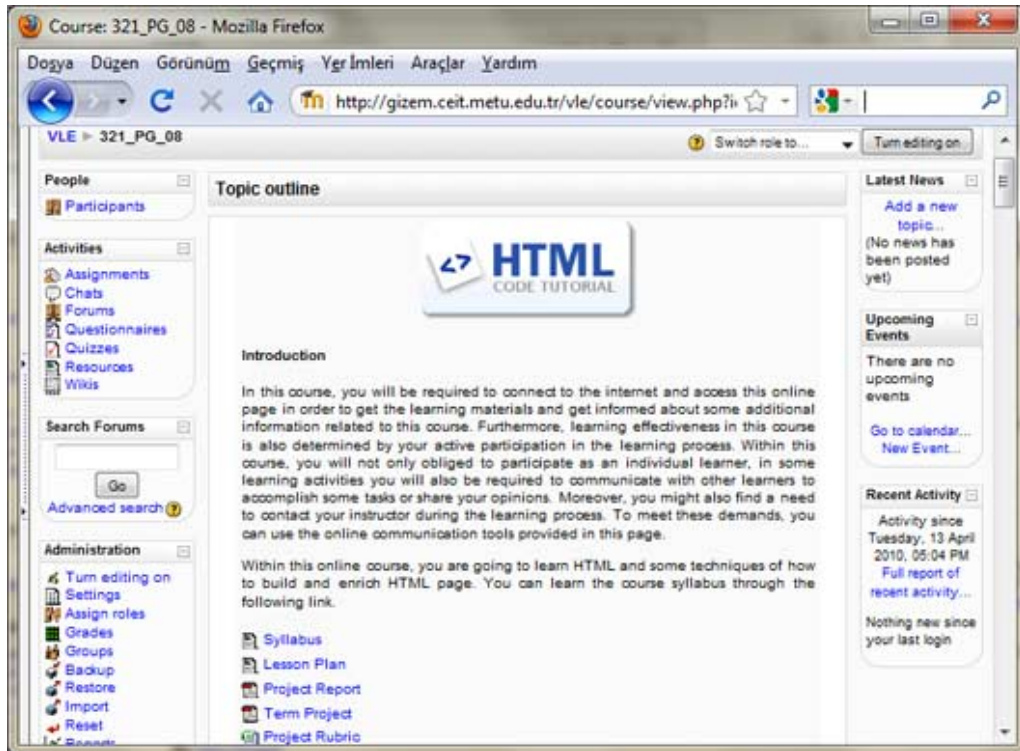 Course: 321_PG_08 - Mozilla Firefox
Dosya Düzen Görünüm Geçmiş Yer İmleri Araçlar Yardım
http://gizem.ceit.metu.edu.tr/vle/course/view.php?i
VLE ► 321_PG_08
Switch role to...
Turn editing on
People
Participants
Activities
Assignments
Chats
Forums
Questionnaires
Quizzes
Resources
Wikis
Search Forums
Go
Advanced search
Administration
Turn editing on
Settings
Assign roles
Grades
Groups
Backup
Restore
Import
Reset
Reports
Topic outline
<> HTML
CODE TUTORIAL
Introduction
In this course, you will be required to connect to the internet and access this online
page in order to get the learning materials and get informed about some additional
information related to this course. Furthermore, learning effectiveness in this course
is also determined by your active participation in the learning process. Within this
course, you will not only obliged to participate as an individual learner, in some
learning activities you will also be required to communicate with other learners to
accomplish some tasks or share your opinions. Moreover, you might also find a need
to contact your instructor during the learning process. To meet these demands, you
can use the online communication tools provided in this page.
Within this online course, you are going to learn HTML and some techniques of how
to build and enrich HTML page. You can learn the course syllabus through the
following link.
Syllabus
Lesson Plan
Project Report
Term Project
Project Rubric
Latest News
Add a new
topic...
(No news has
been posted
yet)
Upcoming
Events
There are no
upcoming
events
Go to calendar...
New Event...
Recent Activity
Activity since
Tuesday, 13 April
2010, 05:04 PM
Full report of
recent activity...
Nothing new since
your last login